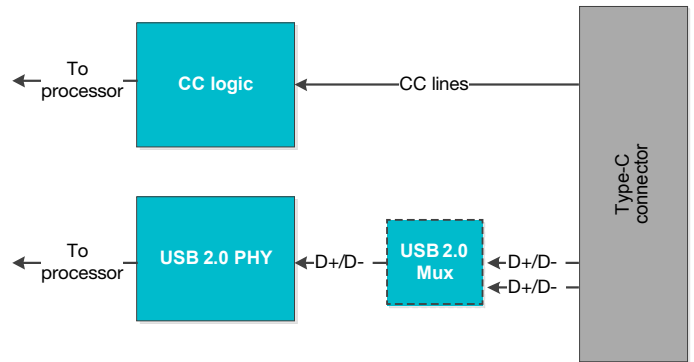 To
processor
CC logic
CC lines
Type-C
connector
To
processor
USB 2.0 PHY
D+/D-
USB 2.0
Mux
D+/D-
D+/D-